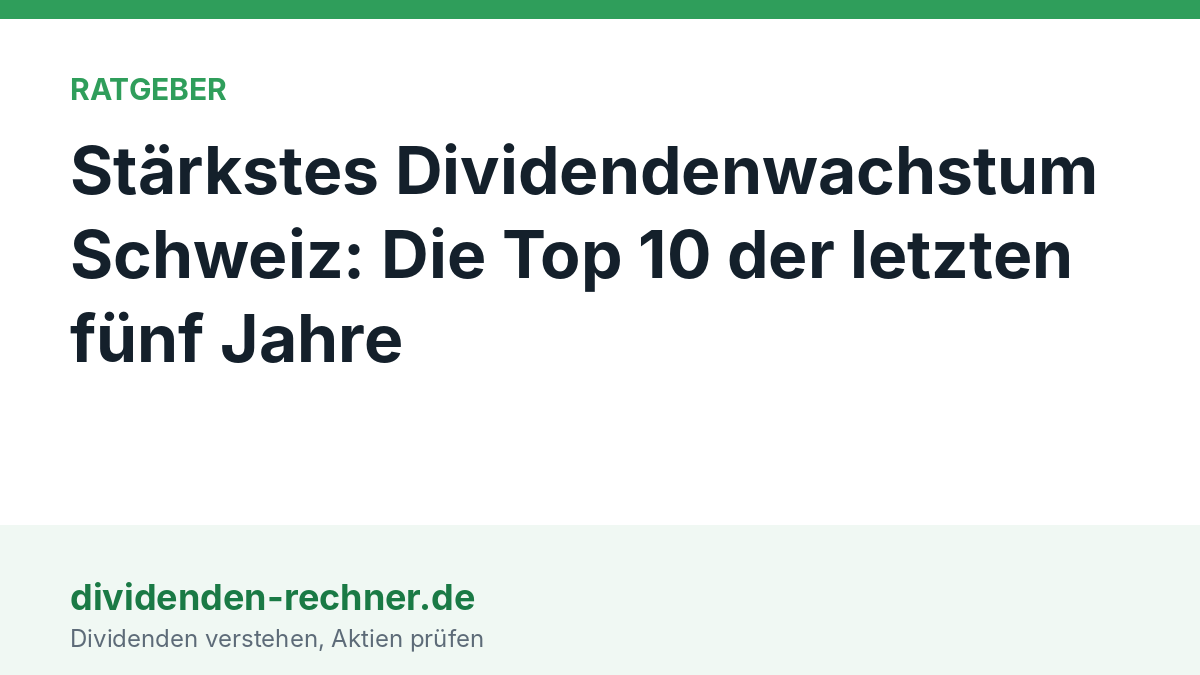 RATGEBER
Stärkstes Dividendenwachstum
Schweiz: Die Top 10 der letzten
fünf Jahre
dividenden-rechner.de
Dividenden verstehen, Aktien prüfen